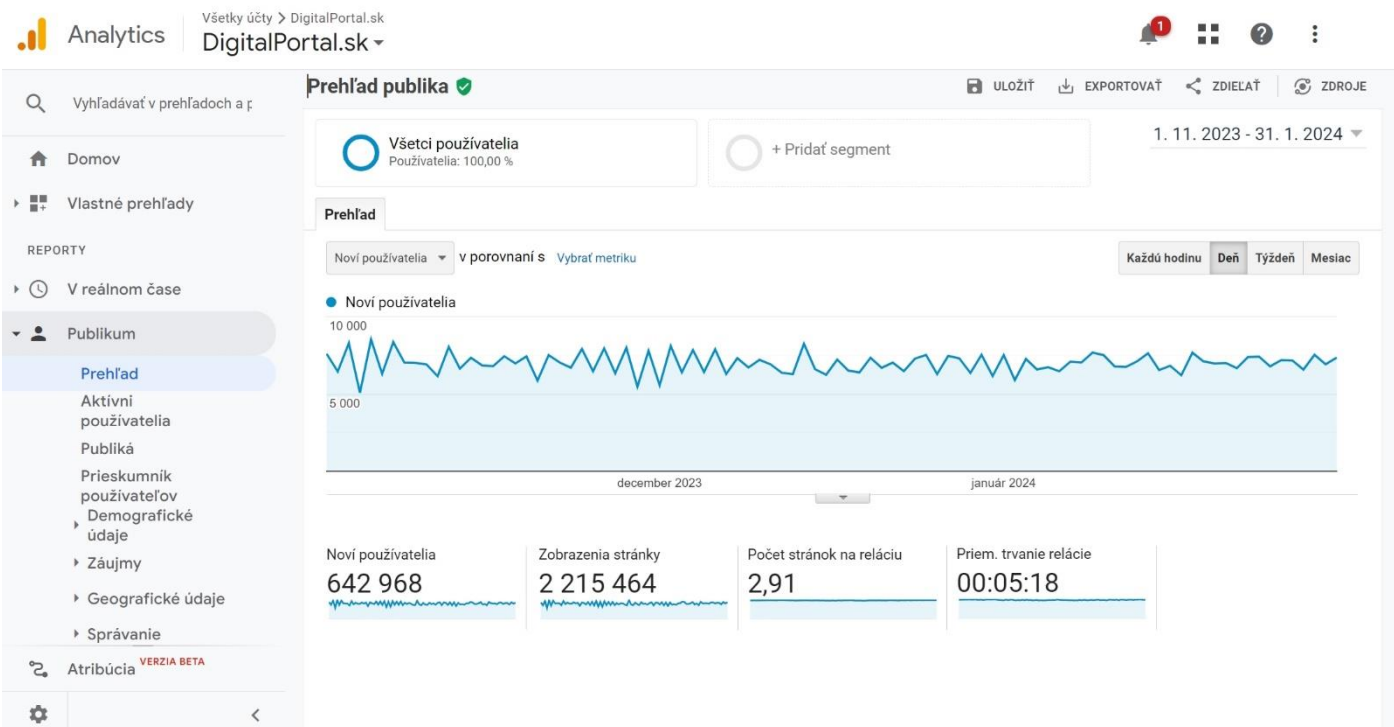 Analytics
Všetky účty > DigitalPortal.sk
DigitalPortal.sk
1
Vyhľadávať v prehľadoch a p
Domov
Vlastné prehľady
REPORTY
V reálnom čase
Publikum
Prehľad
Aktívni
používatelia
Publiká
Prieskumník
používateľov
Demografické
údaje
Záujmy
Geografické údaje
Správanie
Atribúcia VERZIA BETA
Prehľad publika
ULOŽIŤ EXPORTOVAŤ ZDIEĽAŤ ZDROJE
Všetci používatelia
Používatelia: 100,00 %
+ Pridať segment
1. 11. 2023 - 31. 1. 2024
Prehľad
Noví používatelia v porovnaní s Vybrať metriku
Každú hodinu Deň Týždeň Mesiac
Noví používatelia
10 000
5 000
december 2023 január 2024
Noví používatelia
642 968
Zobrazenia stránky
2 215 464
Počet stránok na reláciu
2,91
Priem. trvanie relácie
00:05:18